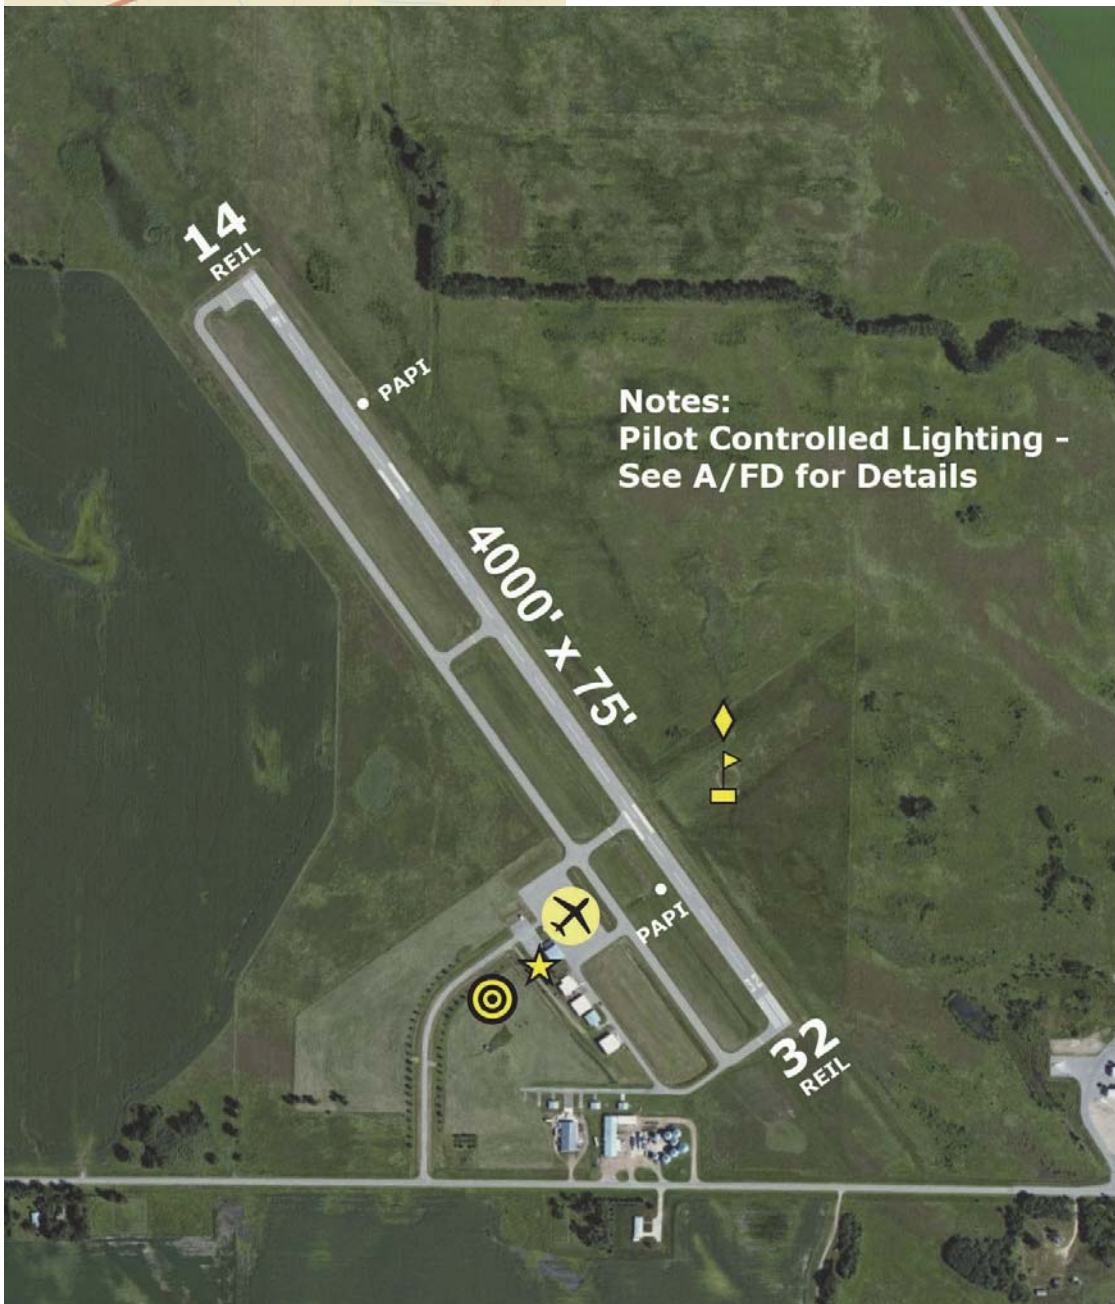 14
REIL
PAPI
Notes:
Pilot Controlled Lighting -
See A/FD for Details
4000' x 75'
PAPI
32
REIL